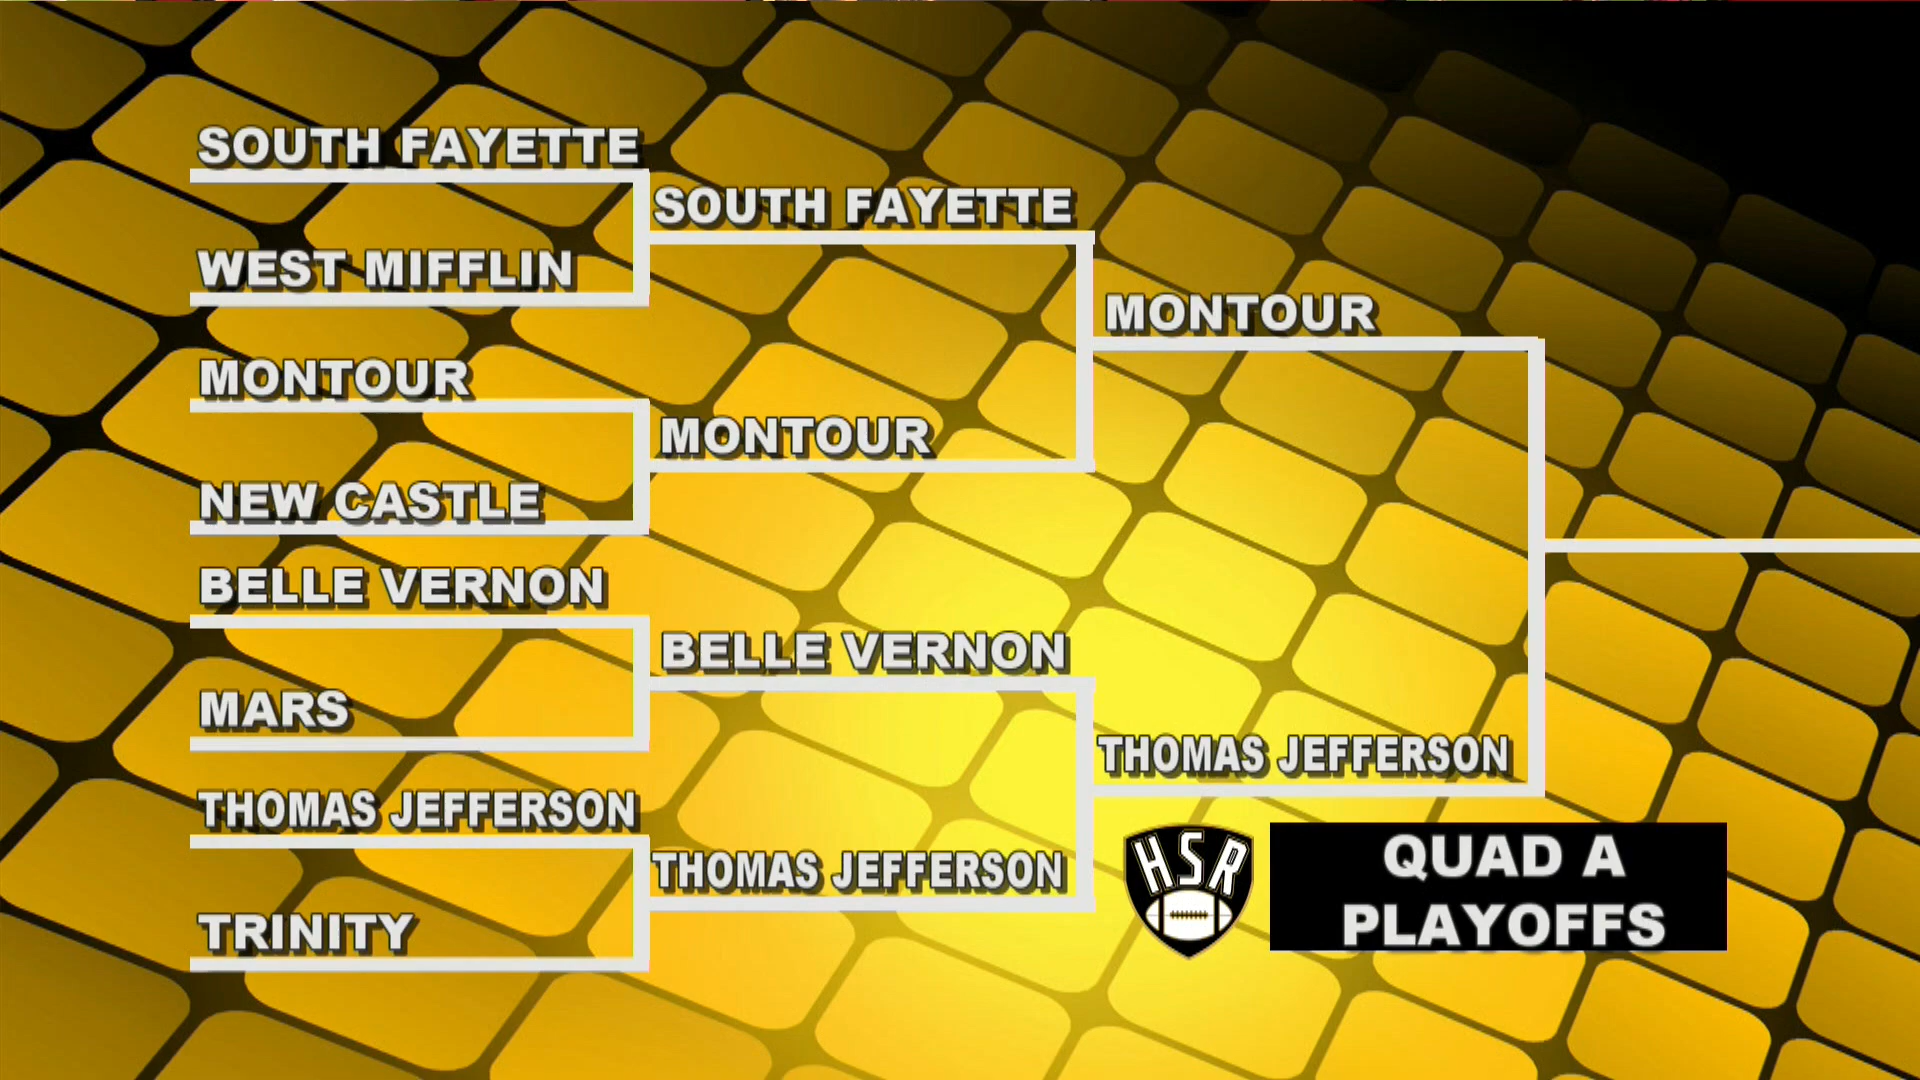 SOUTH FAYETTE
WEST MIFFLIN
MONTOUR
NEW CASTLE
BELLE VERNON
MARS
THOMAS JEFFERSON
TRINITY
SOUTH FAYETTE
MONTOUR
BELLE VERNON
THOMAS JEFFERSON
MONTOUR
THOMAS JEFFERSON
HSR
QUAD A
PLAYOFFS